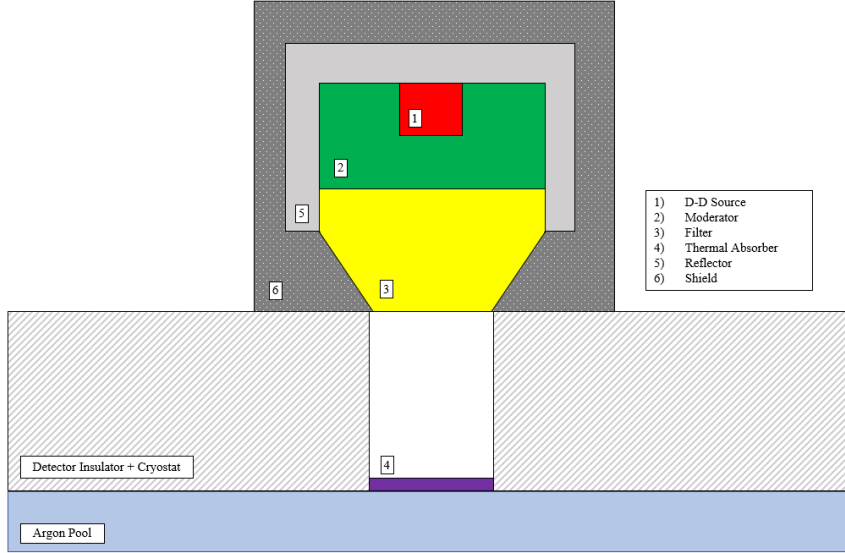 1
2
5
1) D-D Source
2) Moderator
3) Filter
4) Thermal Absorber
5) Reflector
6) Shield
6
3
Detector Insulator + Cryostat
4
Argon Pool